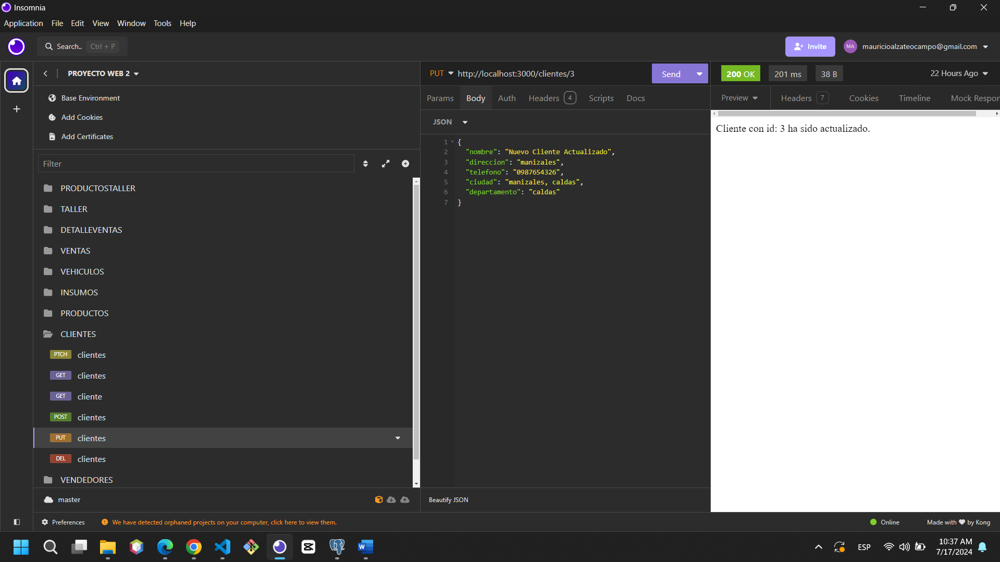 Insomnia
Application File Edit View Window Tools Help
Search.. Ctrl + P
Invite
MA mauricioalzateocampo@gmail.com
PROYECTO WEB 2
Base Environment
Add Cookies
Add Certificates
Filter
PRODUCTOSTALLER
TALLER
DETALLEVENTAS
VENTAS
VEHICULOS
INSUMOS
PRODUCTOS
CLIENTES
PTCH clientes
GET clientes
GET cliente
POST clientes
PUT clientes
DEL clientes
VENDEDORES
master
PUT http://localhost:3000/clientes/3 Send
Params Body Auth Headers 4 Scripts Docs
JSON
1 {
2 "nombre": "Nuevo Cliente Actualizado",
3 "direccion": "manizales",
4 "telefono": "0987654326",
5 "ciudad": "manizales, caldas",
6 "departamento": "caldas"
7 }
Beautify JSON
200 OK 201 ms 38 B 22 Hours Ago
Preview Headers 7 Cookies Timeline Mock Respor
Cliente con id: 3 ha sido actualizado.
Preferences We have detected orphaned projects on your computer, click here to view them.
Online Made with by Kong
W
ESP
10:37 AM
7/17/2024